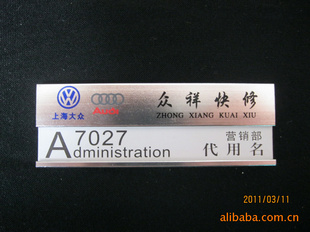 上海大众
Audi
众祥快修
ZHONG XIANG KUAI XIU
A7027
Administration
营销部
代用名
2011/03/11
alibaba.com.cn